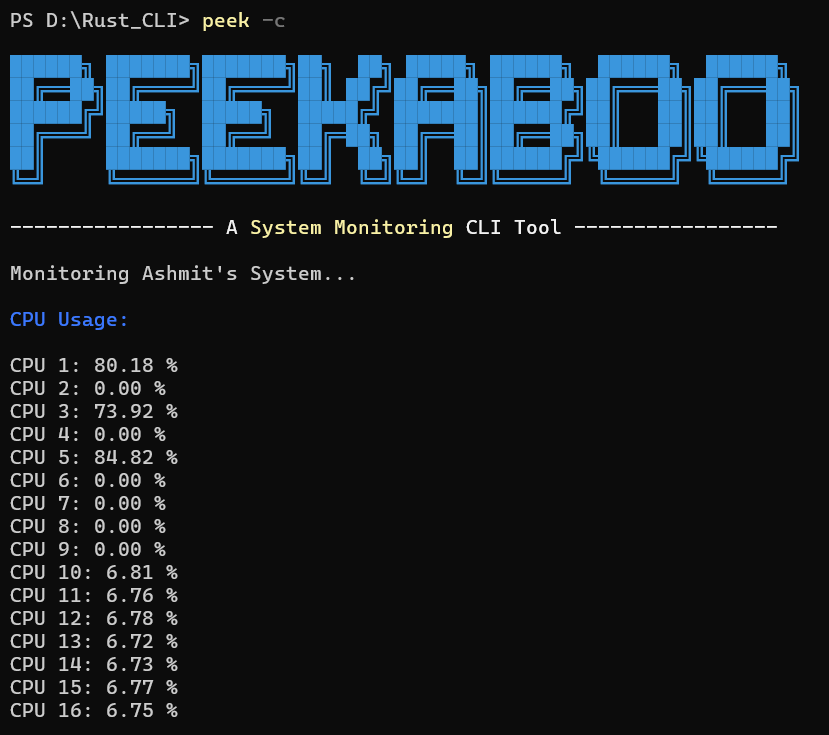 PS D:\Rust_CLI> peek -c
PEEKABOO
----------------- A System Monitoring CLI Tool -----------------
Monitoring Ashmit's System...
CPU Usage:
CPU 1: 80.18 %
CPU 2: 0.00 %
CPU 3: 73.92 %
CPU 4: 0.00 %
CPU 5: 84.82 %
CPU 6: 0.00 %
CPU 7: 0.00 %
CPU 8: 0.00 %
CPU 9: 0.00 %
CPU 10: 6.81 %
CPU 11: 6.76 %
CPU 12: 6.78 %
CPU 13: 6.72 %
CPU 14: 6.73 %
CPU 15: 6.77 %
CPU 16: 6.75 %